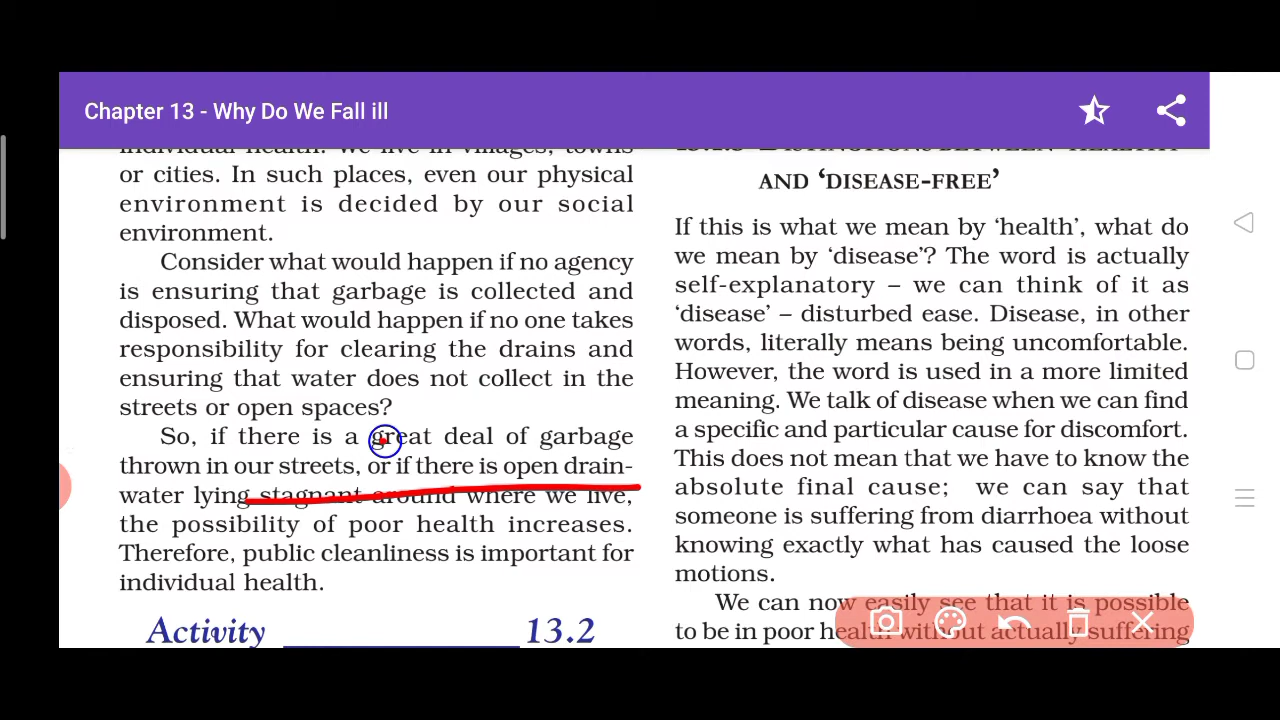 Chapter 13 - Why Do We Fall ill
individual health. We live in villages, towns
or cities. In such places, even our physical
environment is decided by our social
environment.
Consider what would happen if no agency
is ensuring that garbage is collected and
disposed. What would happen if no one takes
responsibility for clearing the drains and
ensuring that water does not collect in the
streets or open spaces?
So, if there is a great deal of garbage
thrown in our streets, or if there is open drain-
water lying stagnant around where we live,
the possibility of poor health increases.
Therefore, public cleanliness is important for
individual health.
Activity 13.2
AND ‘DISEASE-FREE’
If this is what we mean by ‘health’, what do
we mean by ‘disease’? The word is actually
self-explanatory – we can think of it as
‘disease’ – disturbed ease. Disease, in other
words, literally means being uncomfortable.
However, the word is used in a more limited
meaning. We talk of disease when we can find
a specific and particular cause for discomfort.
This does not mean that we have to know the
absolute final cause; we can say that
someone is suffering from diarrhoea without
knowing exactly what has caused the loose
motions.
We can now easily see that it is possible
to be in poor health without actually suffering